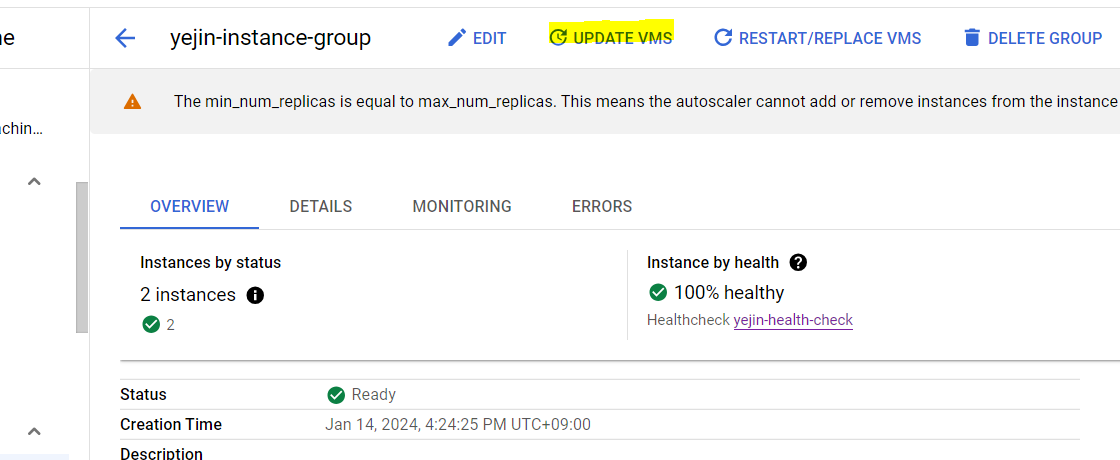 ne
yejin-instance-group
EDIT
UPDATE VMS
RESTART/REPLACE VMS
DELETE GROUP
The min_num_replicas is equal to max_num_replicas. This means the autoscaler cannot add or remove instances from the instance
achin...
OVERVIEW
DETAILS
MONITORING
ERRORS
Instances by status
2 instances
2
Instance by health
100% healthy
Healthcheck yejin-health-check
Status Ready
Creation Time Jan 14, 2024, 4:24:25 PM UTC+09:00
Description